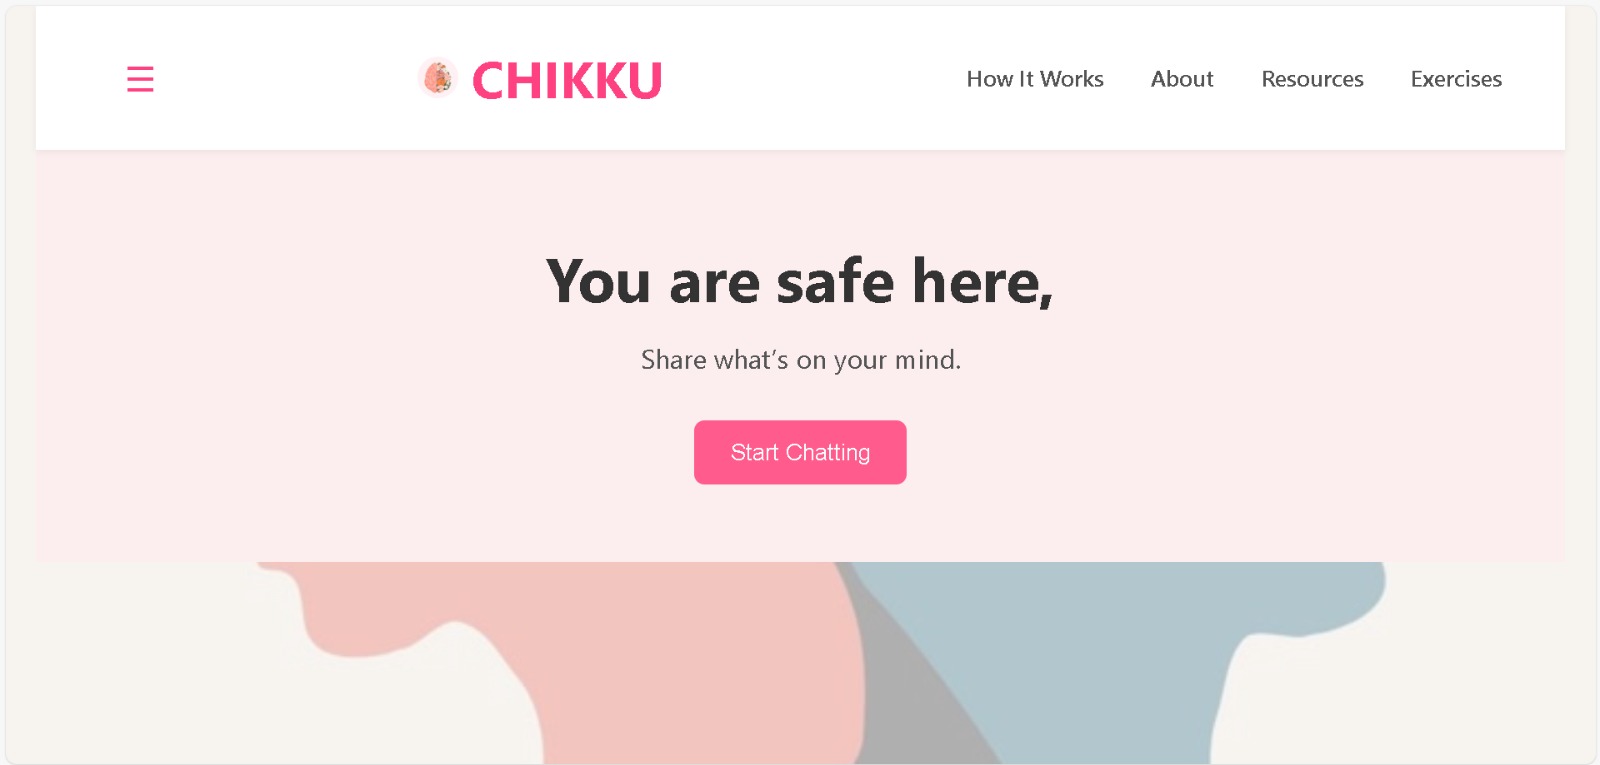 CHIKKU
How It Works
About
Resources
Exercises
You are safe here,
Share what's on your mind.
Start Chatting